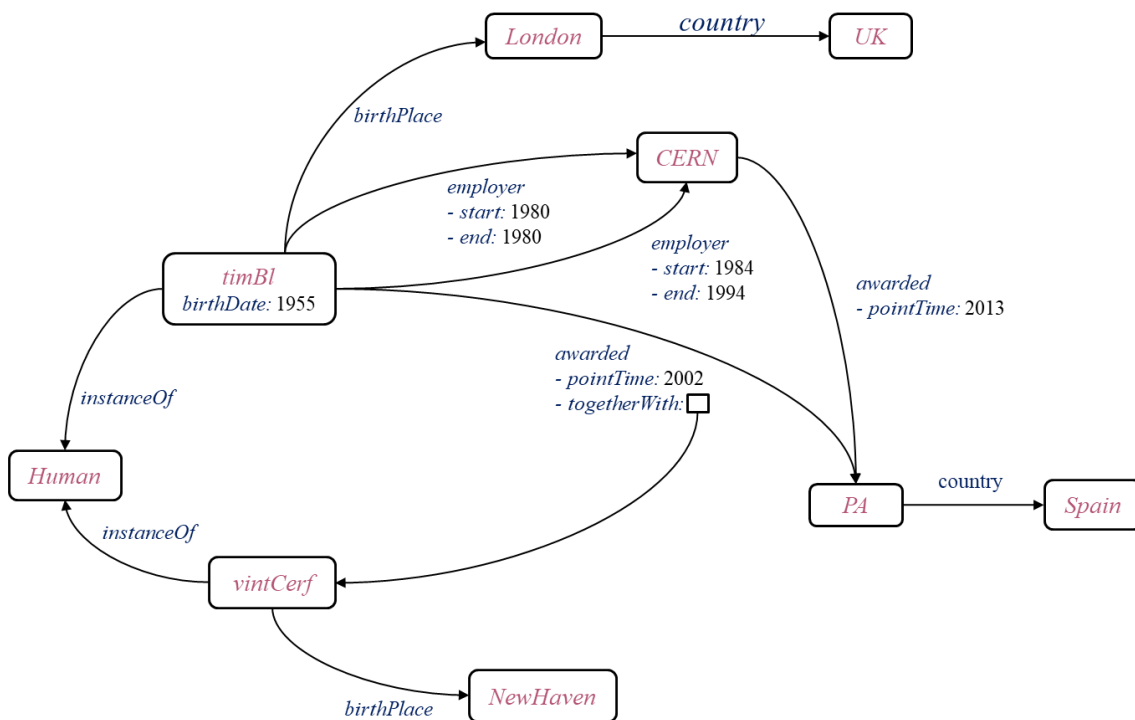 London
country
UK
birthPlace
CERN
employer
- start: 1980
- end: 1980
employer
- start: 1984
- end: 1994
timBl
birthDate: 1955
awarded
- pointTime: 2013
awarded
- pointTime: 2002
- togetherWith:
instanceOf
Human
PA
country
Spain
instanceOf
vintCerf
birthPlace
NewHaven